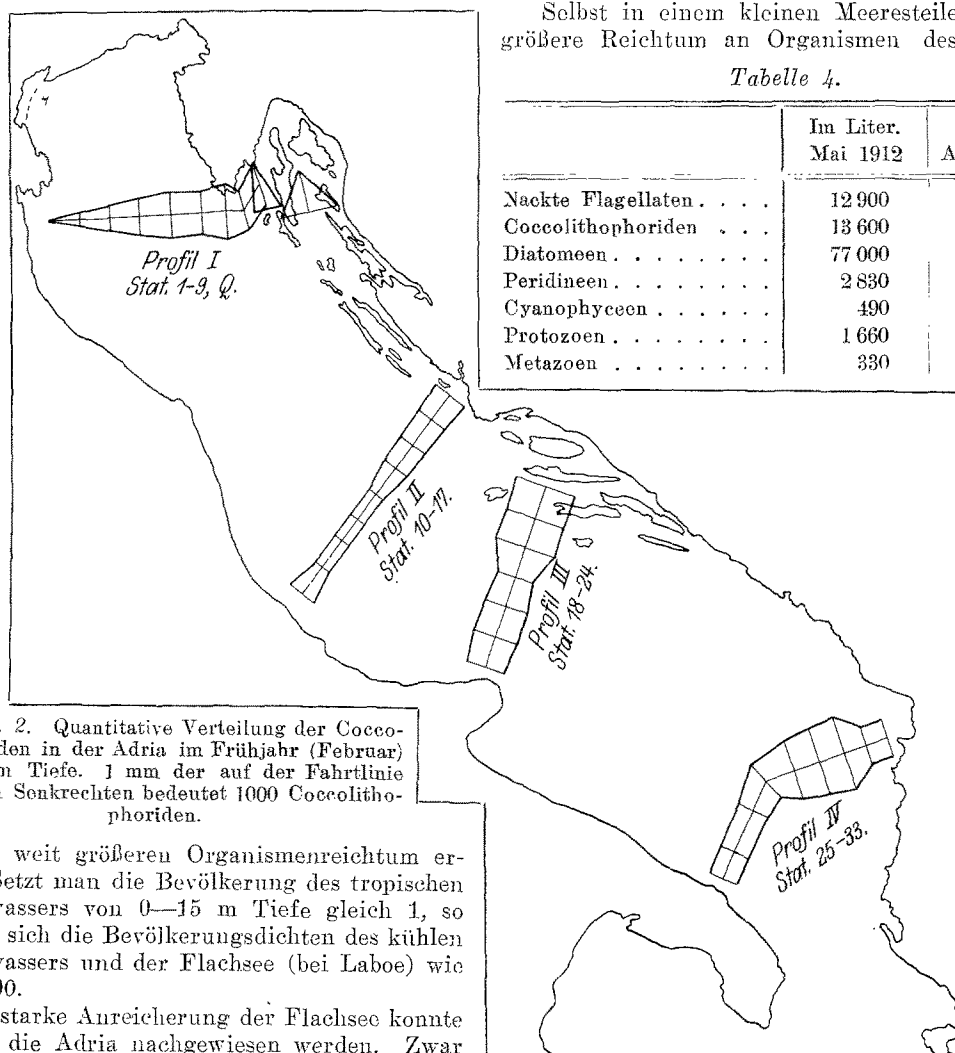 Selbst in einem kleinen Meeresteile
größere Reichtum an Organismen des
Tabelle 4.
Im Liter.
Mai 1912 A
Nackte Flagellaten . . . . 12 900
Coccolithophoriden . . . 13 600
Diatomeen . . . . . . . . 77 000
Peridineen . . . . . . . . 2 830
Cyanophyceen . . . . . . 490
Protozoen . . . . . . . . 1 660
Metazoen . . . . . . . . 330
Profil I
Stat. 1-9, Q.
Profil II
Stat. 10-17.
Profil III
Stat. 18-24.
Profil IV
Stat. 25-33.
. 2. Quantitative Verteilung der Cocco-
den in der Adria im Frühjahr (Februar)
m Tiefe. 1 mm der auf der Fahrtlinie
Senkrechten bedeutet 1000 Coccolitho-
phoriden.
weit größeren Organismenreichtum er-
Setzt man die Bevölkerung des tropischen
wassers von 0—15 m Tiefe gleich 1, so
sich die Bevölkerungsdichten des kühlen
wassers und der Flachsee (bei Laboe) wie
00.
starke Anreicherung der Flachsee konnte
die Adria nachgewiesen werden. Zwar